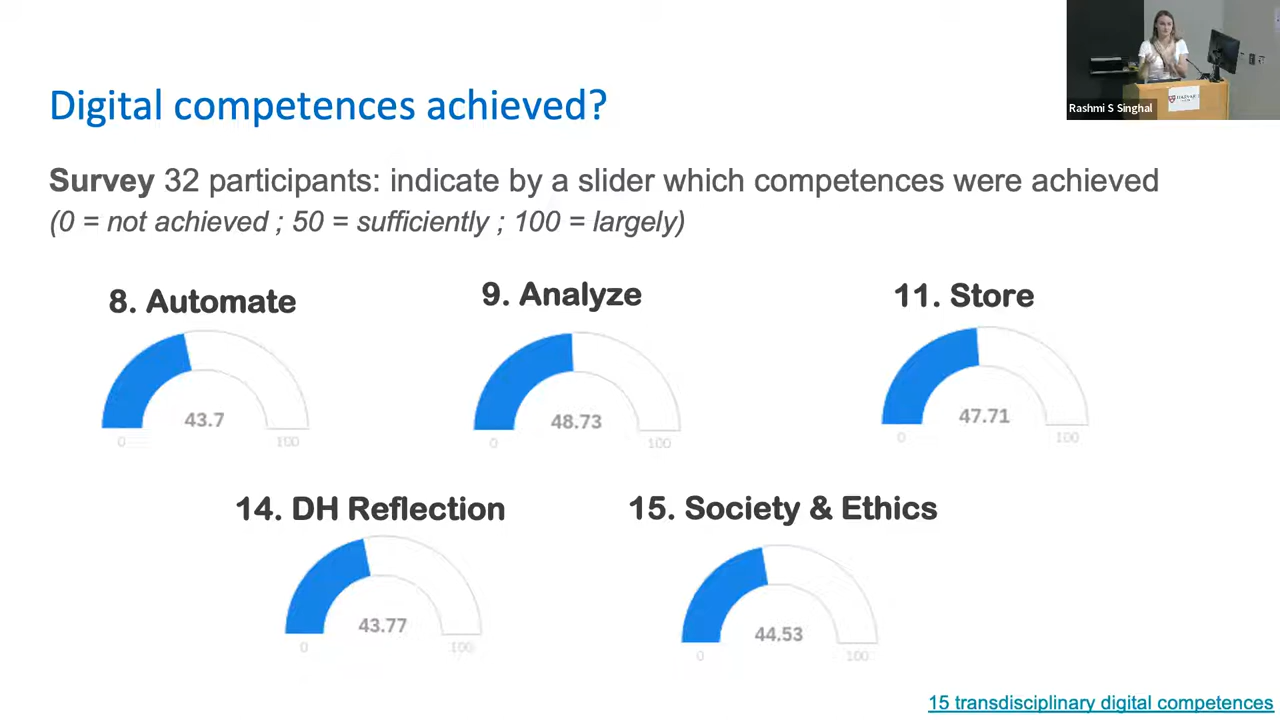 Rashmi S Singhal
Digital competences achieved?
Survey 32 participants: indicate by a slider which competences were achieved
(0 = not achieved ; 50 = sufficiently ; 100 = largely)
8. Automate
9. Analyze
11. Store
43.7
0
100
48.73
0
100
47.71
0
100
14. DH Reflection
15. Society & Ethics
43.77
0
100
44.53
0
100
15 transdisciplinary digital competences